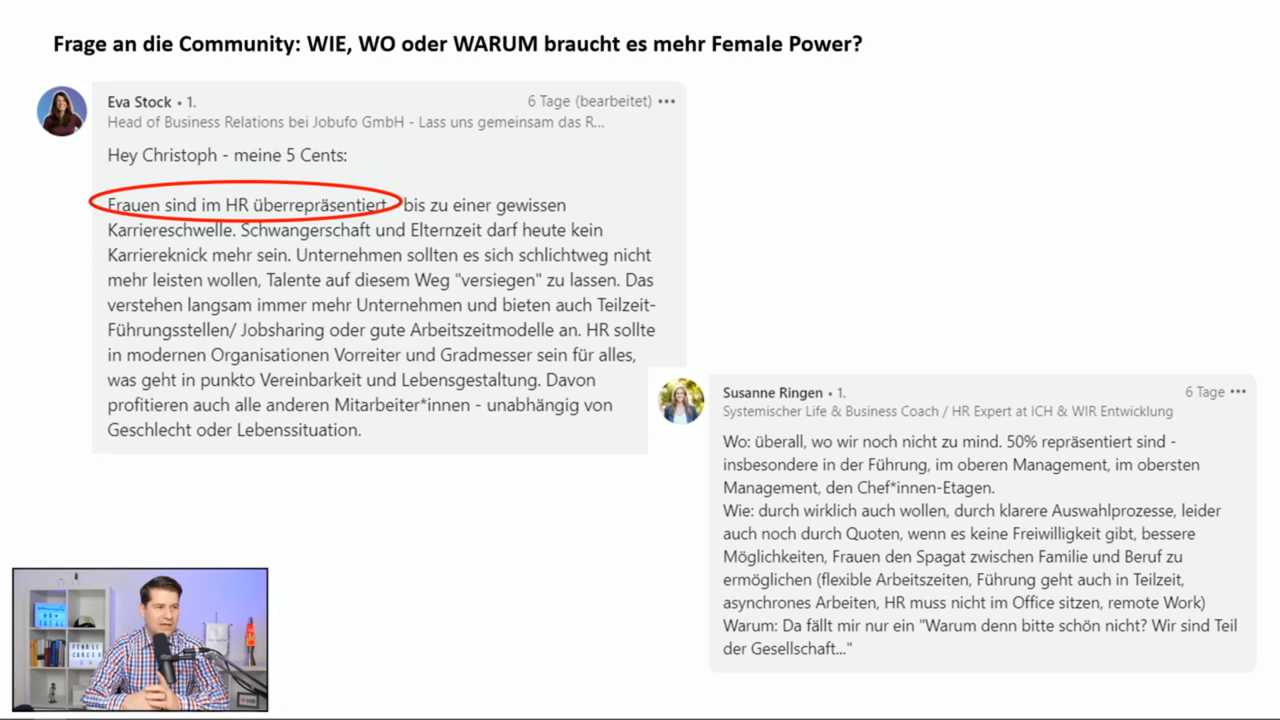 Frage an die Community: WIE, WO oder WARUM braucht es mehr Female Power?
Eva Stock • 1.
6 Tage (bearbeitet) •••
Head of Business Relations bei Jobufo GmbH - Lass uns gemeinsam das R...
Hey Christoph - meine 5 Cents:
Frauen sind im HR überrepräsentiert - bis zu einer gewissen
Karriereschwelle. Schwangerschaft und Elternzeit darf heute kein
Karriereknick mehr sein. Unternehmen sollten es sich schlichtweg nicht
mehr leisten wollen, Talente auf diesem Weg "versiegen" zu lassen. Das
verstehen langsam immer mehr Unternehmen und bieten auch Teilzeit-
Führungsstellen/ Jobsharing oder gute Arbeitszeitmodelle an. HR sollte
in modernen Organisationen Vorreiter und Gradmesser sein für alles,
was geht in punkto Vereinbarkeit und Lebensgestaltung. Davon
profitieren auch alle anderen Mitarbeiter*innen - unabhängig von
Geschlecht oder Lebenssituation.
Susanne Ringen • 1.
6 Tage •••
Systemischer Life & Business Coach / HR Expert at ICH & WIR Entwicklung
Wo: überall, wo wir noch nicht zu mind. 50% repräsentiert sind -
insbesondere in der Führung, im oberen Management, im obersten
Management, den Chef*innen-Etagen.
Wie: durch wirklich auch wollen, durch klarere Auswahlprozesse, leider
auch noch durch Quoten, wenn es keine Freiwilligkeit gibt, bessere
Möglichkeiten, Frauen den Spagat zwischen Familie und Beruf zu
ermöglichen (flexible Arbeitszeiten, Führung geht auch in Teilzeit,
asynchrones Arbeiten, HR muss nicht im Office sitzen, remote Work)
Warum: Da fällt mir nur ein "Warum denn bitte schön nicht? Wir sind Teil
der Gesellschaft..."
FEMALE
CAREER